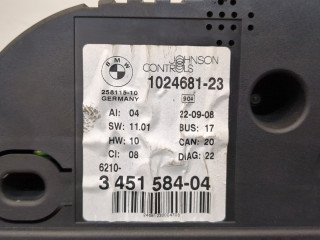 BMW
JOHNSON
CONTROLS
258113-10
GERMANY
1024681-23
AI: 04 22-09-08
SW: 11.01 BUS: 17
HW: 10 CAN: 20
CI: 08 DIAG: 22
6210-
3 451 584-04